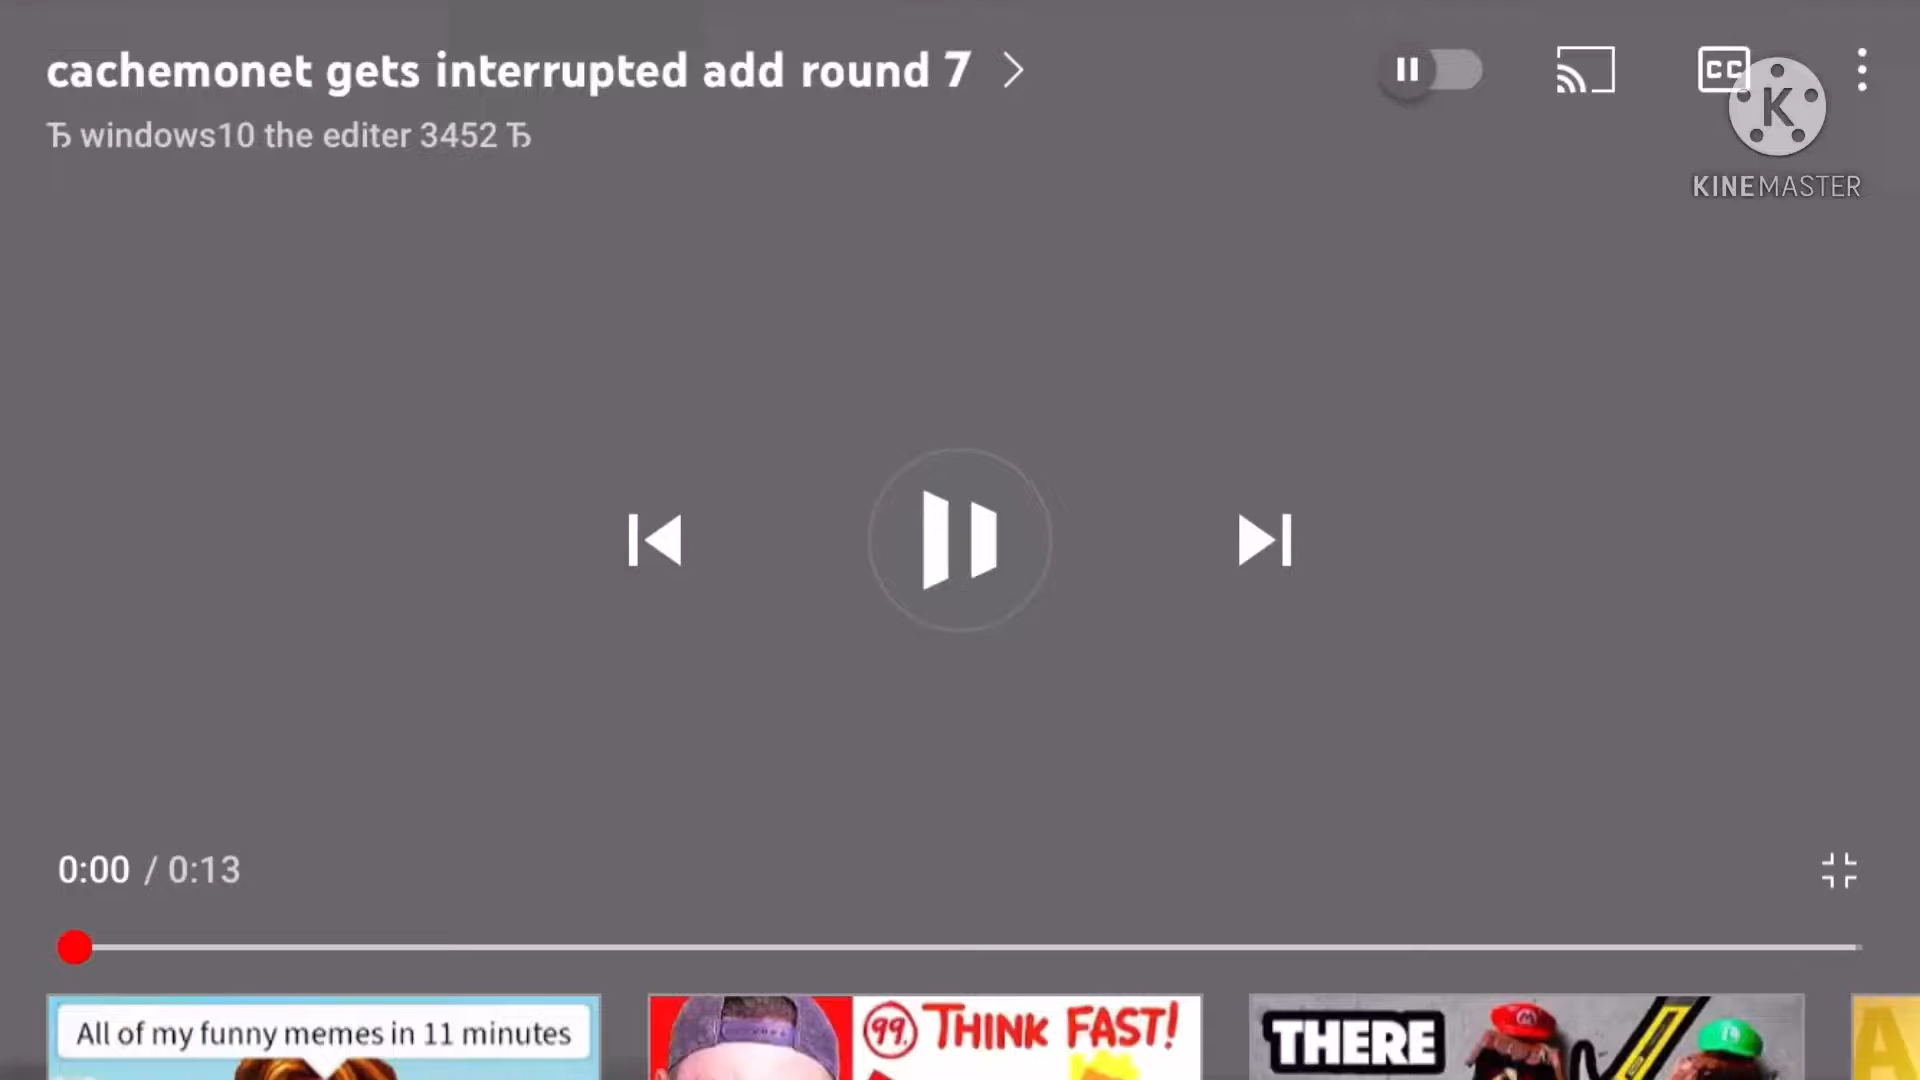 cachemonet gets interrupted add round 7
Ђ windows10 the editer 3452 Ђ
CC
K
KINEMASTER
0:00 / 0:13
All of my funny memes in 11 minutes
99. THINK FAST!
THERE
M
A